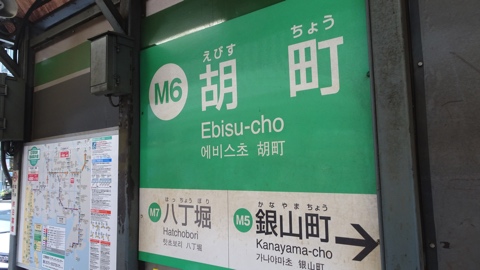 えびす ちょう
M6 胡 町
Ebisu-cho
에비스초 胡町
はっちょうぼり
M7 八丁堀
Hatchobori
핫초보리 八丁堀
かなやまちょう
M5 銀山町
Kanayama-cho
가나야마초 銀山町